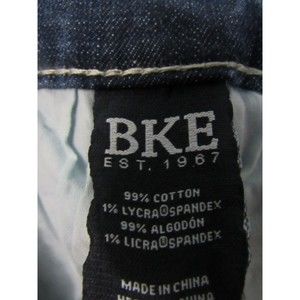 BKE
EST. 1967
99% COTTON
1% LYCRA®SPANDEX
99% ALGODÓN
1% LICRA®SPANDEX
MADE IN CHINA